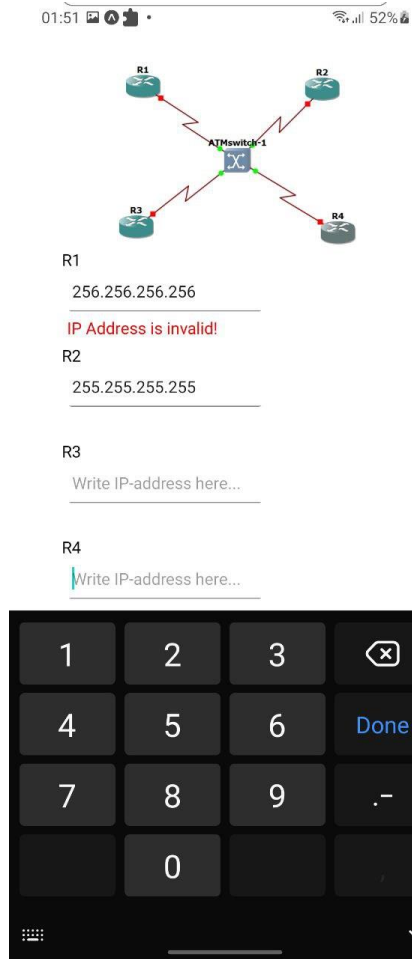 01:51 52%
R1 R2
ATMswitch-1
R3 R4
R1
256.256.256.256
IP Address is invalid!
R2
255.255.255.255
R3
Write IP-address here...
R4
Write IP-address here...
1 2 3
4 5 6 Done
7 8 9 .-
0 ,